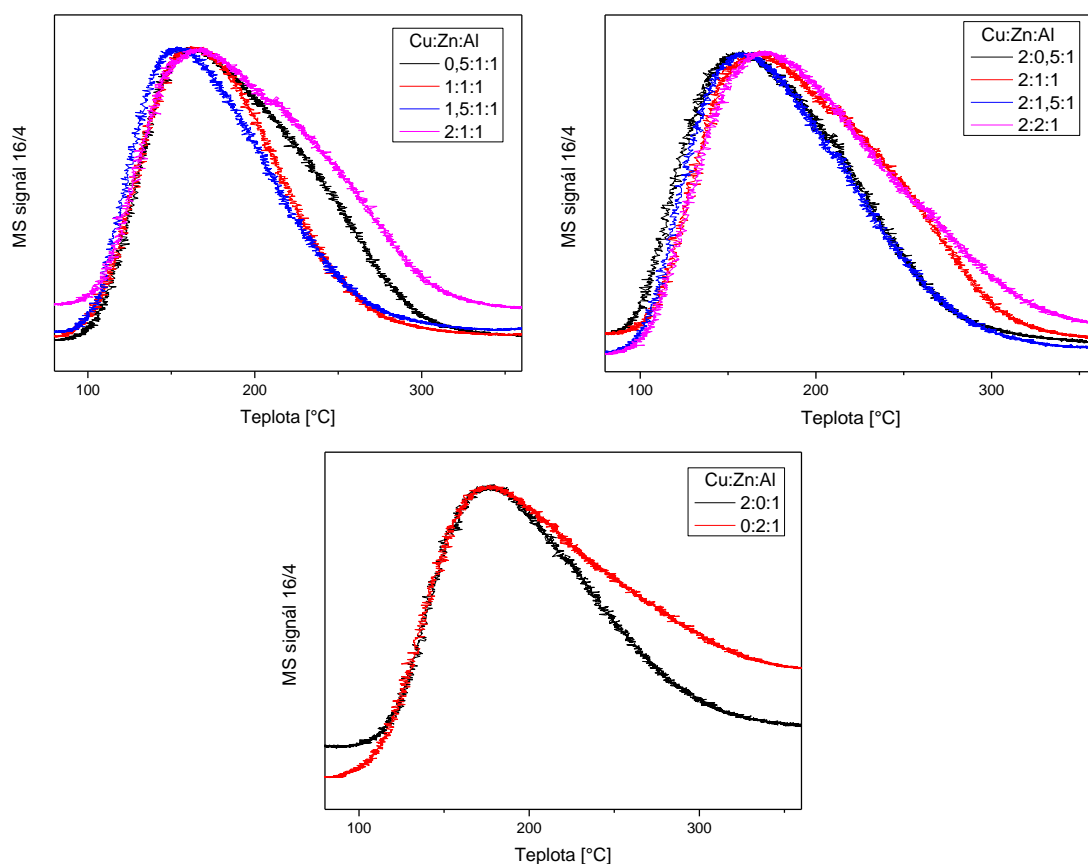 Cu:Zn:Al
0,5:1:1
1:1:1
1,5:1:1
2:1:1
MS signál 16/4
100
200
300
Teplota [°C]
Cu:Zn:Al
2:0,5:1
2:1:1
2:1,5:1
2:2:1
MS signál 16/4
100
200
300
Teplota [°C]
Cu:Zn:Al
2:0:1
0:2:1
MS signál 16/4
100
200
300
Teplota [°C]